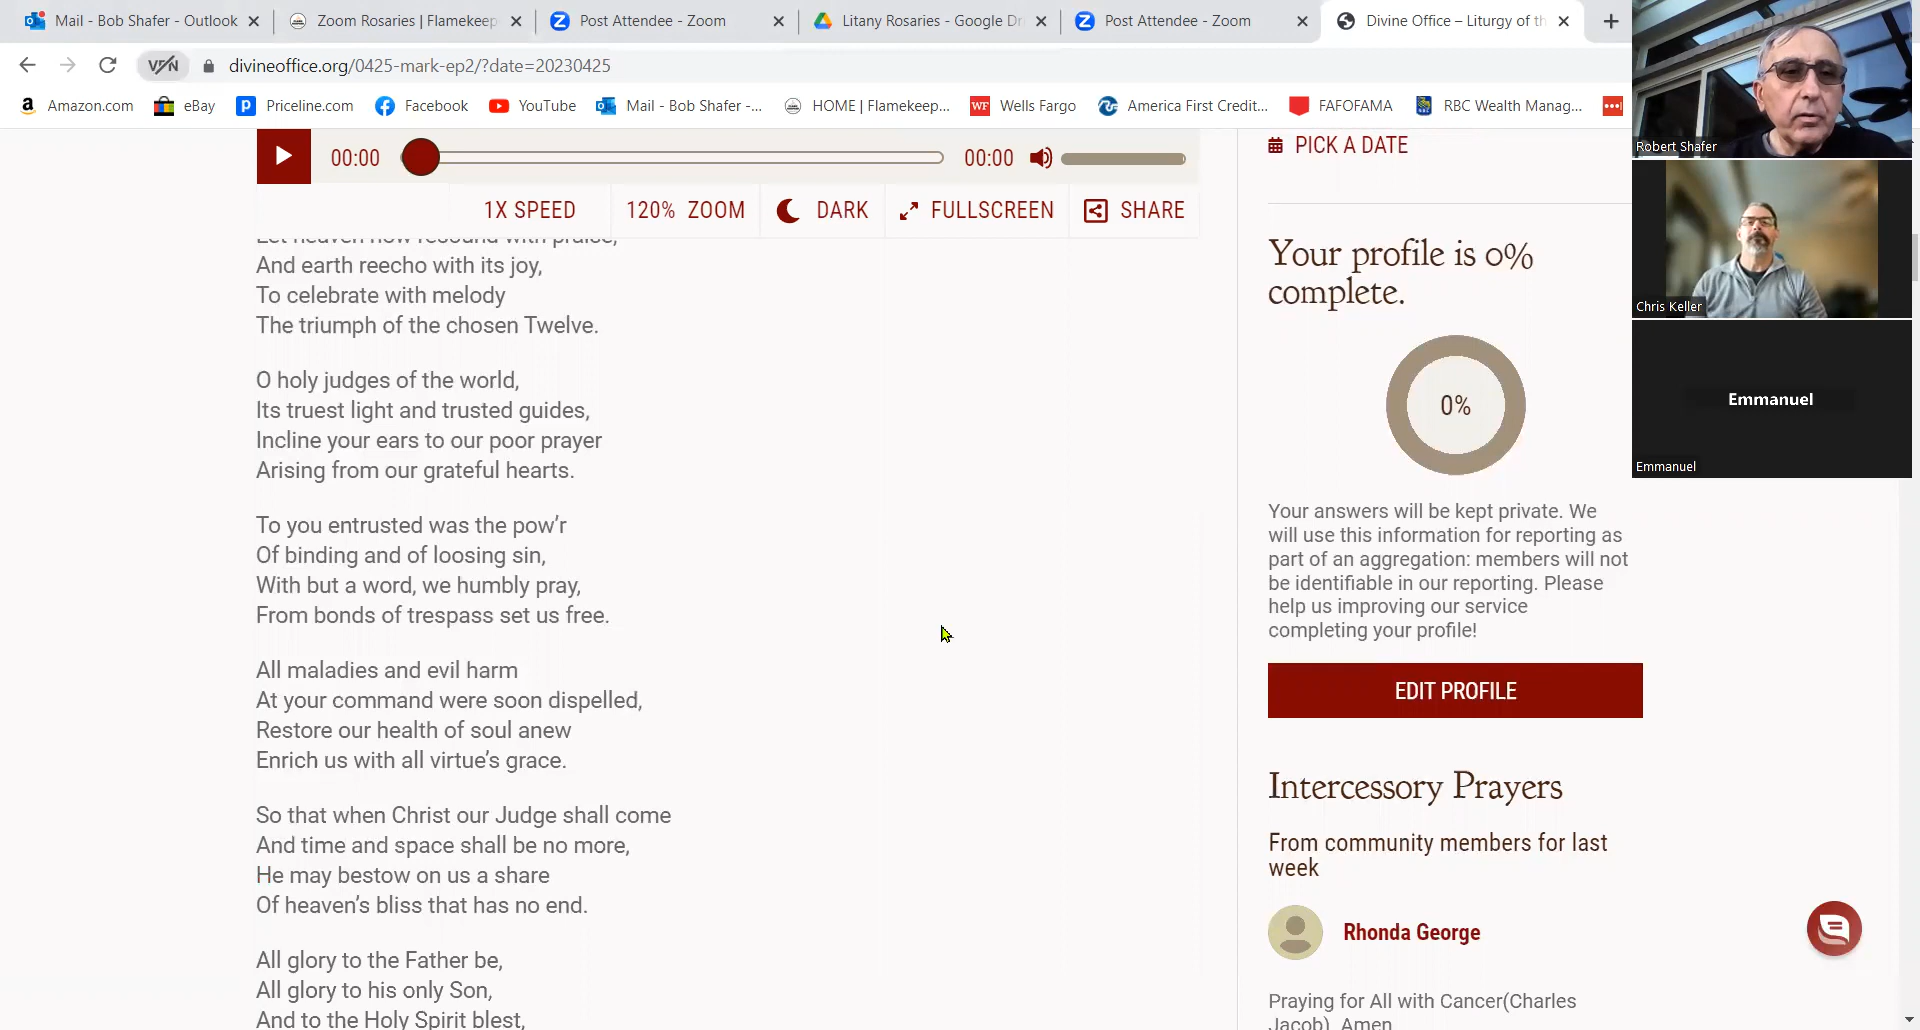 Mail - Bob Shafer - Outlook
Zoom Rosaries | Flamekeep
Post Attendee - Zoom
Litany Rosaries - Google Dr
Post Attendee - Zoom
Divine Office – Liturgy of th
VPN
divineoffice.org/0425-mark-ep2/?date=20230425
Amazon.com
eBay
Priceline.com
Facebook
YouTube
Mail - Bob Shafer -...
HOME | Flamekeep...
WF Wells Fargo
America First Credit...
FAFOFAMA
RBC Wealth Manag...
00:00
00:00
1X SPEED
120% ZOOM
DARK
FULLSCREEN
SHARE
Let heaven now resound with praise,
And earth reecho with its joy,
To celebrate with melody
The triumph of the chosen Twelve.
O holy judges of the world,
Its truest light and trusted guides,
Incline your ears to our poor prayer
Arising from our grateful hearts.
To you entrusted was the pow’r
Of binding and of loosing sin,
With but a word, we humbly pray,
From bonds of trespass set us free.
All maladies and evil harm
At your command were soon dispelled,
Restore our health of soul anew
Enrich us with all virtue’s grace.
So that when Christ our Judge shall come
And time and space shall be no more,
He may bestow on us a share
Of heaven’s bliss that has no end.
All glory to the Father be,
All glory to his only Son,
And to the Holy Spirit blest,
PICK A DATE
Your profile is 0%
complete.
0%
Your answers will be kept private. We
will use this information for reporting as
part of an aggregation: members will not
be identifiable in our reporting. Please
help us improving our service
completing your profile!
EDIT PROFILE
Intercessory Prayers
From community members for last
week
Rhonda George
Praying for All with Cancer(Charles
Jacob). Amen
Robert Shafer
Chris Keller
Emmanuel
Emmanuel